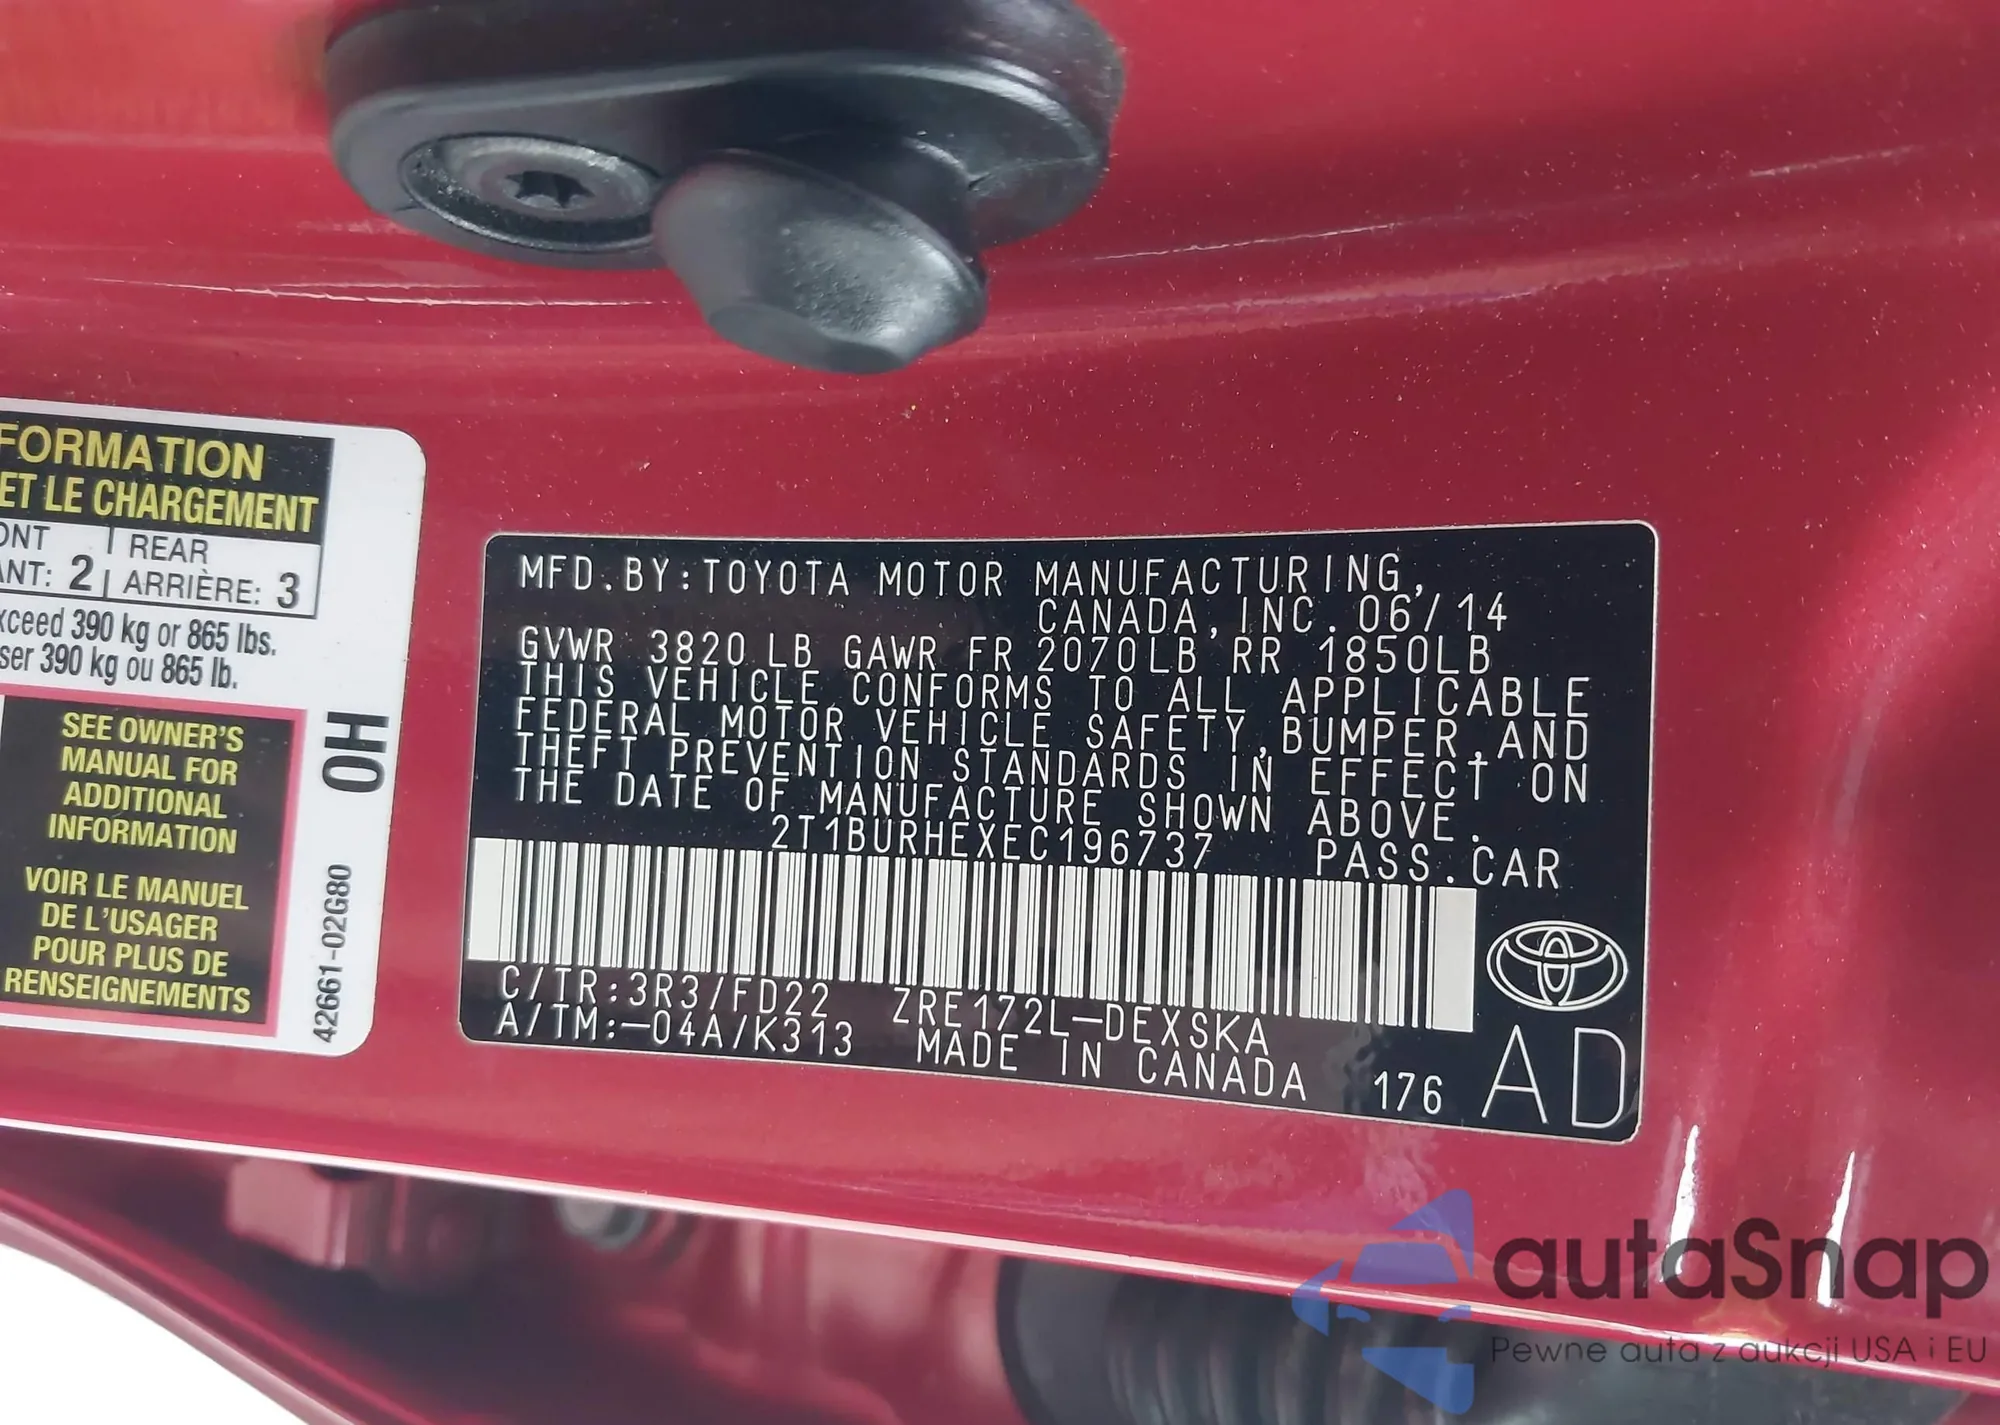 FORMATION
ET LE CHARGEMENT
REAR
2 ARRIÈRE: 3
390 kg or 865 lbs.
390 kg ou 865 lb.
SEE OWNER'S
MANUAL FOR
ADDITIONAL
INFORMATION
VOIR LE MANUEL
DE L'USAGER
POUR PLUS DE
RENSEIGNEMENTS
OH
42661-02G80
MFD.BY:TOYOTA MOTOR MANUFACTURING,
CANADA,INC.06/14
GVWR 3820 LB GAWR FR 2070LB RR 1850LB
THIS VEHICLE CONFORMS TO ALL APPLICABLE
FEDERAL MOTOR VEHICLE SAFETY,BUMPER,AND
THEFT PREVENTION STANDARDS IN EFFECT ON
THE DATE OF MANUFACTURE SHOWN ABOVE.
2T1BURHEXEC196737 PASS.CAR
C/TR:3R3/FD22 ZRE172L-DEXSKA
A/TM:-04A/K313 MADE IN CANADA 176 AD
autaSnap
Pewne auta z aukcji USA i EU